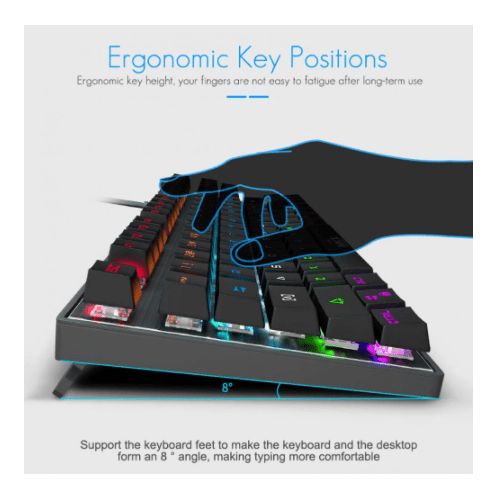 Ergonomic Key Positions
Ergonomic key height, your fingers are not easy to fatigue after long-term use
8°
Support the keyboard feet to make the keyboard and the desktop
form an 8 ° angle, making typing more comfortable